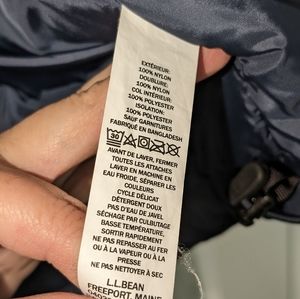 EXTÉRIEUR:
100% NYLON
DOUBLURE:
100% NYLON
COL INTÉRIEUR:
100% POLYESTER
ISOLATION:
100% POLYESTER
SAUF GARNITURES
FABRIQUÉ EN BANGLADESH
30
AVANT DE LAVER, FERMER
TOUTES LES ATTACHES
LAVER EN MACHINE EN
EAU FROIDE, SÉPARER LES
COULEURS
CYCLE DÉLICAT
DÉTERGENT DOUX
PAS D'EAU DE JAVEL
SÉCHAGE PAR CULBUTAGE
BASSE TEMPÉRATURE,
SORTIR RAPIDEMENT
NE PAS REPASSER AU FER
OU À LA VAPEUR OU À LA
PRESSE
NE PAS NETTOYER À SEC
L.L.BEAN
FREEPORT, MAINE